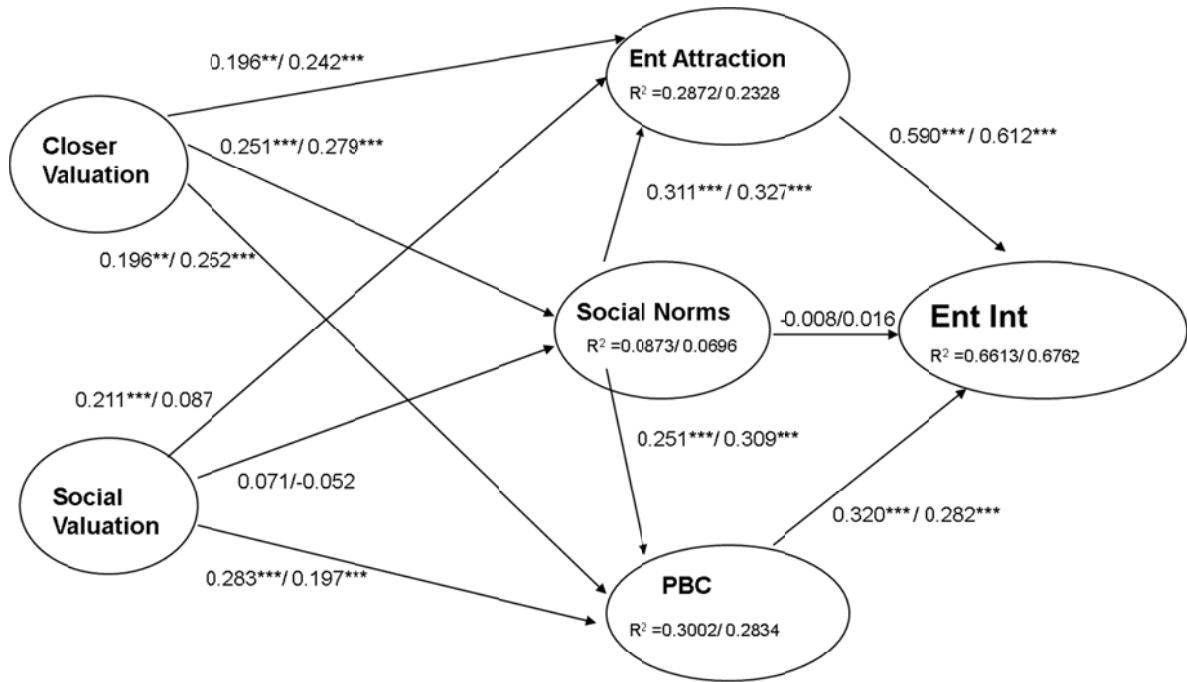 0.196**/ 0.242***
Ent Attraction
R² =0.2872/ 0.2328
Closer
Valuation
0.251***/ 0.279***
0.590***/ 0.612***
0.311***/ 0.327***
0.196**/ 0.252***
Social Norms
R² =0.0873/ 0.0696
-0.008/0.016
Ent Int
R² =0.6613/ 0.6762
0.211***/ 0.087
0.251***/ 0.309***
Social
Valuation
0.071/-0.052
0.320***/ 0.282***
0.283***/ 0.197***
PBC
R² =0.3002/ 0.2834